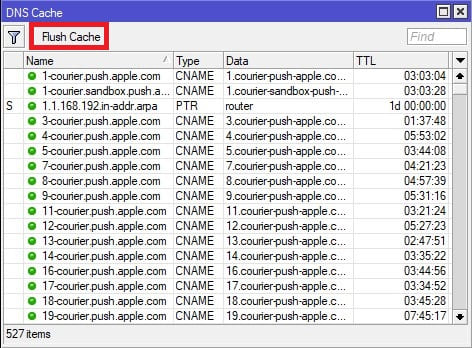 DNS Cache
Flush Cache Find
Name Type Data TTL
1-courier.push.apple.com CNAME 1.courier-push-apple.co... 03:03:04
1-courier.sandbox.push.a... CNAME 1.courier-sandbox-push-... 03:03:28
S 1.1.168.192.in-addr.arpa PTR router 1d 00:00:00
3-courier.push.apple.com CNAME 3.courier-push-apple.co... 01:37:48
4-courier.push.apple.com CNAME 4.courier-push-apple.co... 05:53:02
5-courier.push.apple.com CNAME 5.courier-push-apple.co... 03:44:08
7-courier.push.apple.com CNAME 7.courier-push-apple.co... 04:21:23
8-courier.push.apple.com CNAME 8.courier-push-apple.co... 04:57:39
9-courier.push.apple.com CNAME 9.courier-push-apple.co... 05:31:16
11-courier.push.apple.com CNAME 11.courier-push-apple.c... 03:21:24
12-courier.push.apple.com CNAME 12.courier-push-apple.c... 05:27:23
13-courier.push.apple.com CNAME 13.courier-push-apple.c... 02:47:51
14-courier.push.apple.com CNAME 14.courier-push-apple.c... 03:35:22
16-courier.push.apple.com CNAME 16.courier-push-apple.c... 03:44:56
17-courier.push.apple.com CNAME 17.courier-push-apple.c... 03:34:52
18-courier.push.apple.com CNAME 18.courier-push-apple.c... 03:45:28
19-courier.push.apple.com CNAME 19.courier-push-apple.c... 07:45:17
527 items